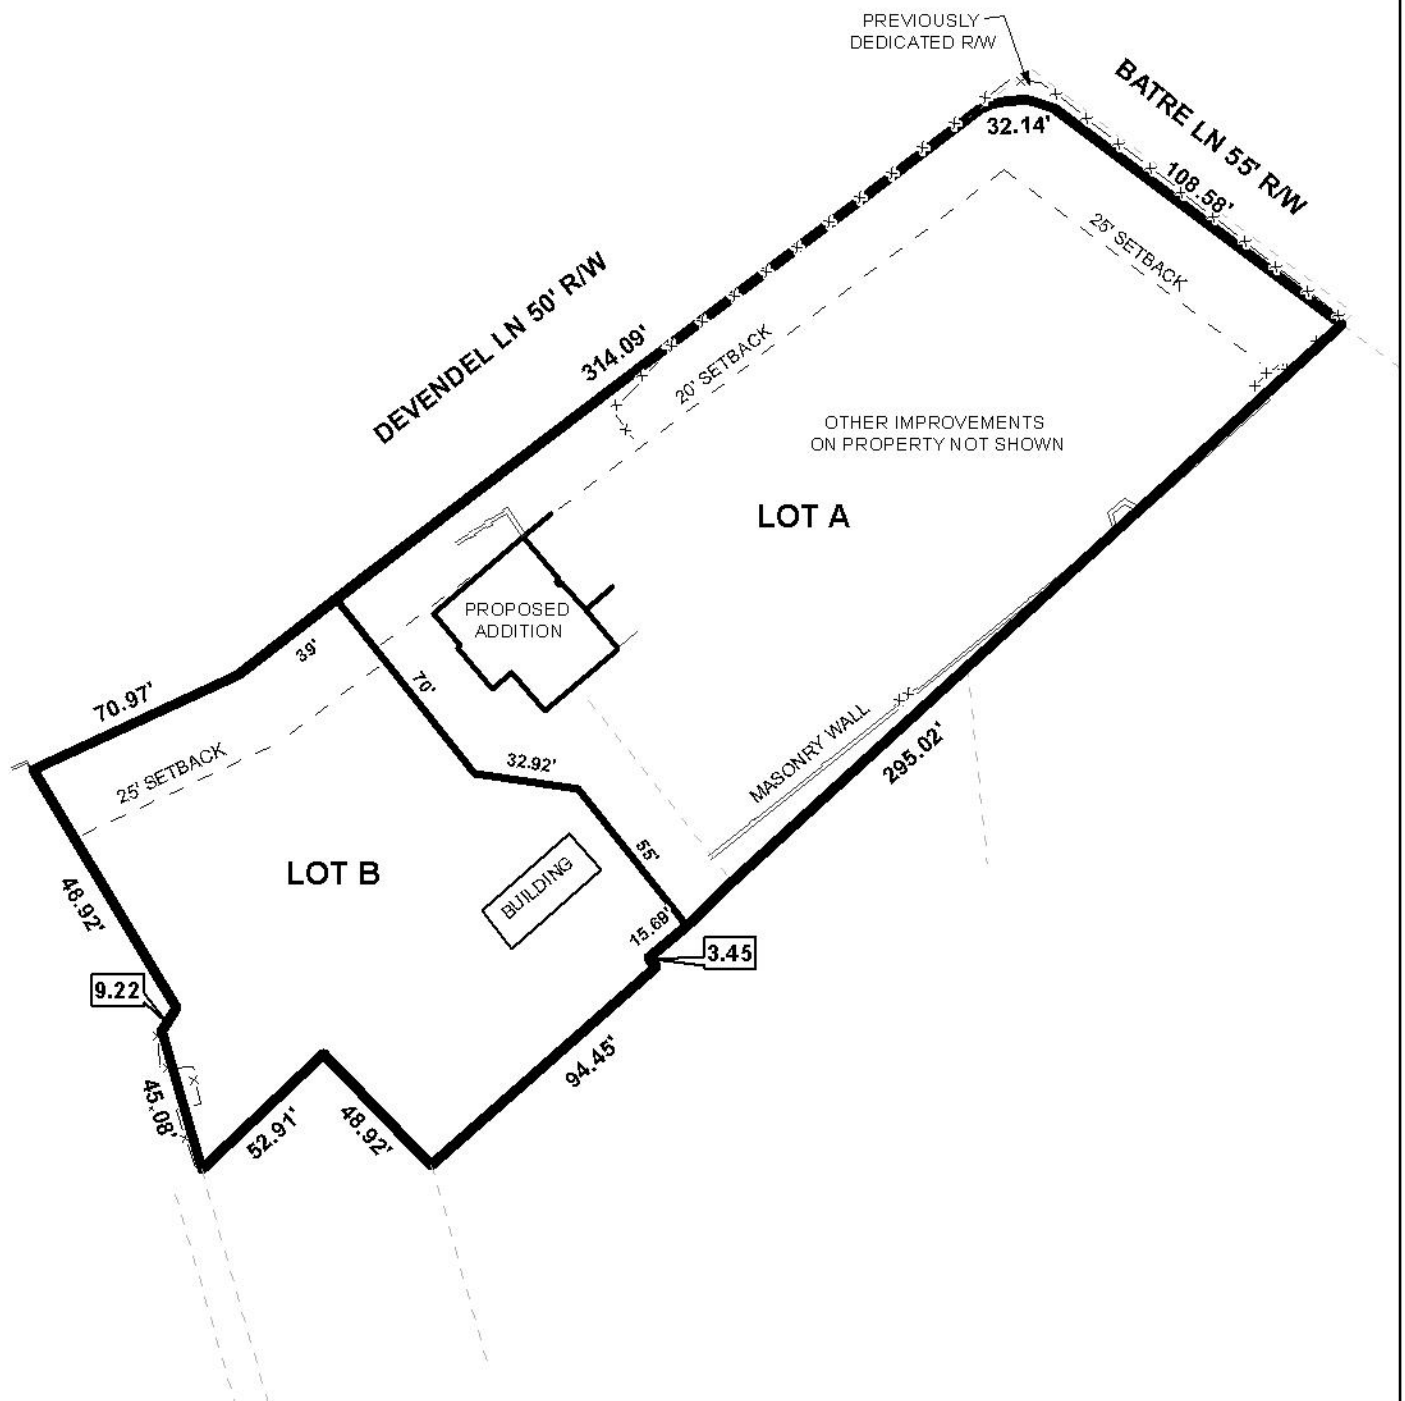 PREVIOUSLY
DEDICATED R/W
BATRE LN 55' R/W
32.14'
108.58'
25' SETBACK
DEVENDEL LN 50' R/W
314.09'
20' SETBACK
OTHER IMPROVEMENTS
ON PROPERTY NOT SHOWN
LOT A
PROPOSED
ADDITION
39'
70'
70.97'
25' SETBACK
32.92'
MASONRY WALL
295.02'
55'
LOT B
BUILDING
48.92'
15.69'
3.45
9.22
94.45'
45.08'
52.91'
48.92'